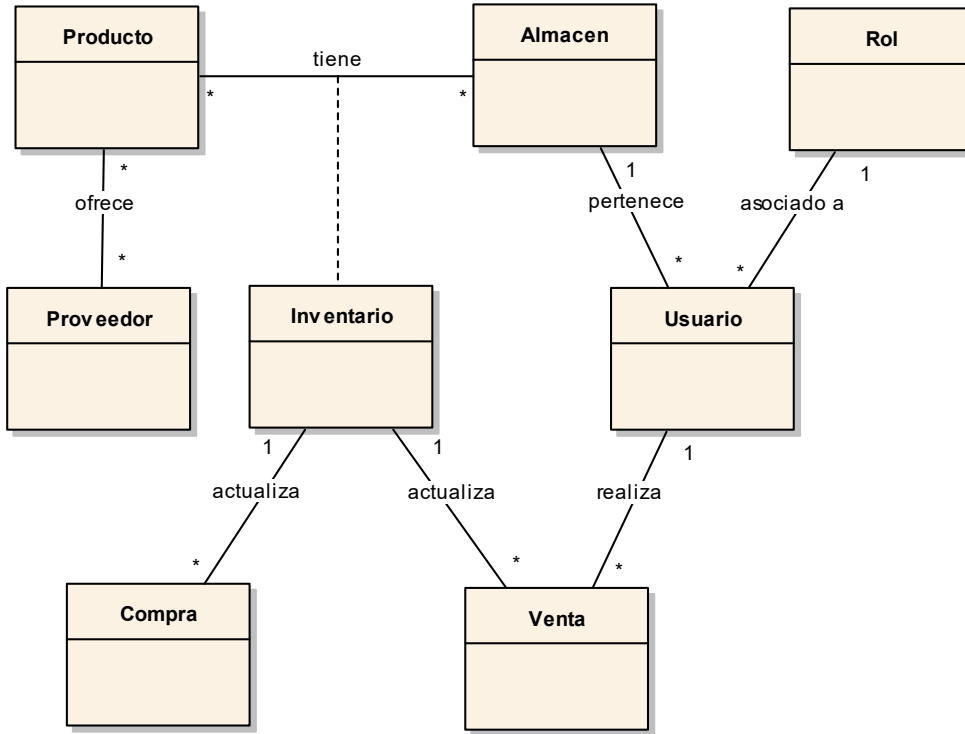 Producto
Almacen
Rol
tiene
*
*
*
1
1
ofrece
pertenece
asociado a
*
*
*
Proveedor
Inventario
Usuario
1
1
1
actualiza
actualiza
realiza
*
*
*
Compra
Venta